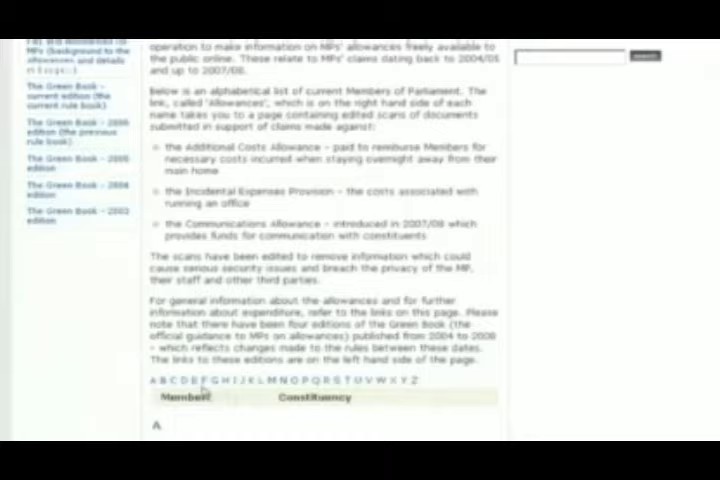 MPs (background to the
allowances and details
The Green Book -
current edition (the
current rule book)
The Green Book - 2006
edition (the previous
rule book)
The Green Book - 2005
edition
The Green Book - 2004
edition
The Green Book - 2003
edition
operation to make information on MPs' allowances freely available to
the public online. These relate to MPs' claims dating back to 2004/05
and up to 2007/08.
Below is an alphabetical list of current Members of Parliament. The
link, called 'Allowances', which is on the right hand side of each
name takes you to a page containing edited scans of documents
submitted in support of claims made against:
the Additional Costs Allowance - paid to reimburse Members for
necessary costs incurred when staying overnight away from their
main home
the Incidental Expenses Provision - the costs associated with
running an office
the Communications Allowance - introduced in 2007/08 which
provides funds for communication with constituents
The scans have been edited to remove information which could
cause serious security issues and breach the privacy of the MP,
their staff and other third parties.
For general information about the allowances and for further
information about expenditure, refer to the links on this page. Please
note that there have been four editions of the Green Book (the
official guidance to MPs on allowances) published from 2004 to 2008
- which reflects changes made to the rules between these dates.
The links to these editions are on the left hand side of the page.
A B C D E F G H I J K L M N O P Q R S T U V W X Y Z
Members Constituency
A
search